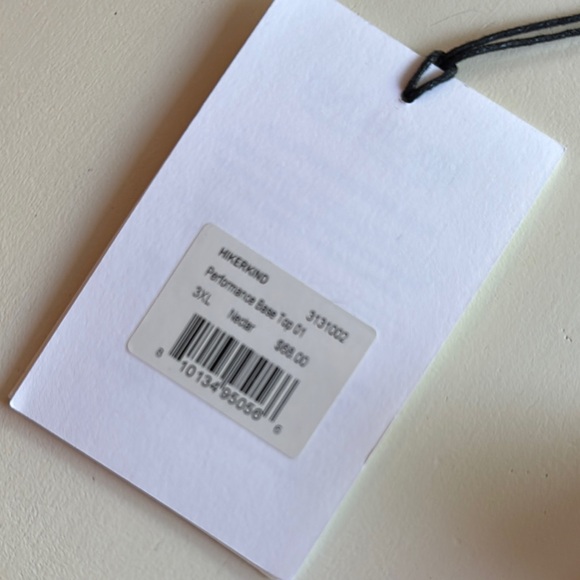 HIKERKIND
Performance Base Top 01 3131002
3XL Nectar $68.00
8 10134 95056 6